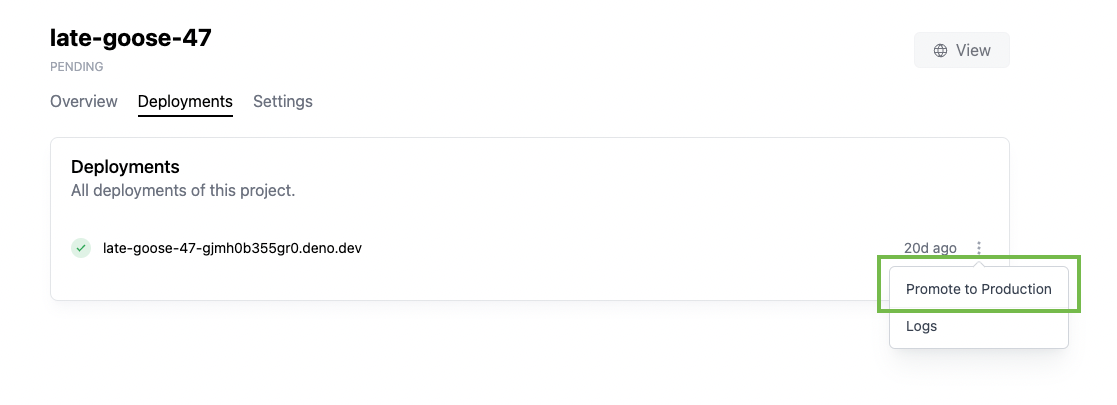 late-goose-47
PENDING
View
Overview Deployments Settings
Deployments
All deployments of this project.
late-goose-47-gjmh0b355gr0.deno.dev 20d ago
Promote to Production
Logs